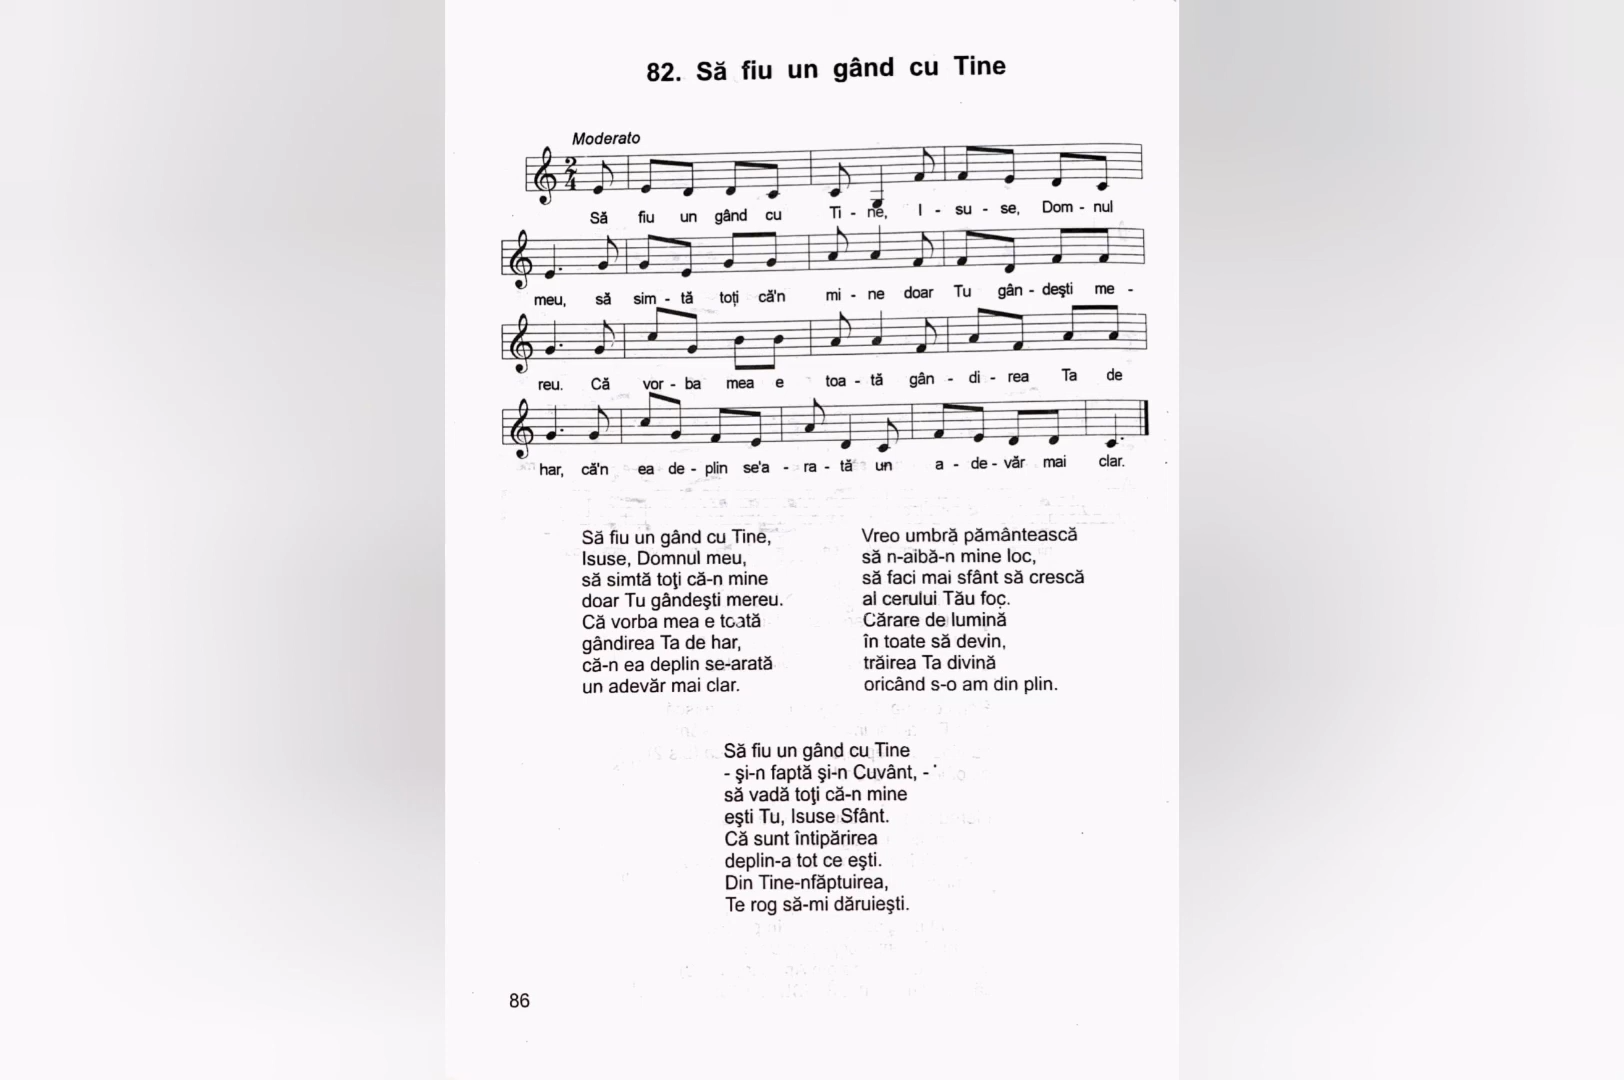 82. Să fiu un gând cu Tine
Moderato
2
4
Să fiu un gând cu Ti - ne, I - su - se, Dom - nul
meu, să sim - tă toți că'n mi - ne doar Tu gân - deşti me -
reu. Că vor - ba mea e toa - tă gân - di - rea Ta de
har, că'n ea de - plin se'a - ra - tă un a - de - văr mai clar.
Să fiu un gând cu Tine,
Isuse, Domnul meu,
să simtă toţi că-n mine
doar Tu gândeşti mereu.
Că vorba mea e toată
gândirea Ta de har,
că-n ea deplin se-arată
un adevăr mai clar.
Vreo umbră pământească
să n-aibă-n mine loc,
să faci mai sfânt să crescă
al cerului Tău foc.
Cărare de lumină
în toate să devin,
trăirea Ta divină
oricând s-o am din plin.
Să fiu un gând cu Tine
- şi-n faptă şi-n Cuvânt, -
să vadă toţi că-n mine
eşti Tu, Isuse Sfânt.
Că sunt întipărirea
deplin-a tot ce eşti.
Din Tine-nfăptuirea,
Te rog să-mi dăruieşti.
86